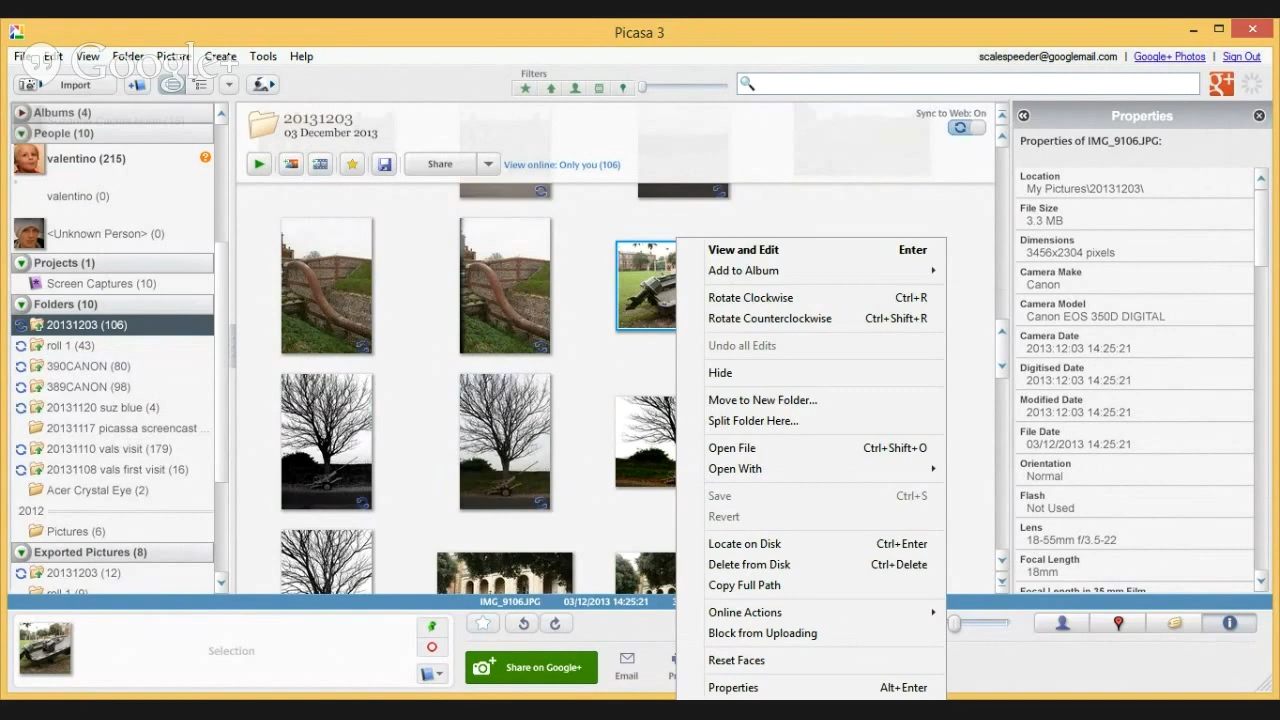 Picasa 3
Google+
File Edit View Folder Picture Create Tools Help
scalespeeder@googlemail.com | Google+ Photos | Sign Out
Import
Filters
Albums (4)
People (10)
valentino (215)
valentino (0)
<Unknown Person> (0)
Projects (1)
Screen Captures (10)
Folders (10)
20131203 (106)
roll 1 (43)
390CANON (80)
389CANON (98)
20131120 suz blue (4)
20131117 picassa screencast ...
20131110 vals visit (179)
20131108 vals first visit (16)
Acer Crystal Eye (2)
2012
Pictures (6)
Exported Pictures (8)
20131203 (12)
roll 1 (9)
20131203
03 December 2013
Sync to Web: On
Share
View online: Only you (106)
View and Edit Enter
Add to Album
Rotate Clockwise Ctrl+R
Rotate Counterclockwise Ctrl+Shift+R
Undo all Edits
Hide
Move to New Folder...
Split Folder Here...
Open File Ctrl+Shift+O
Open With
Save Ctrl+S
Revert
Locate on Disk Ctrl+Enter
Delete from Disk Ctrl+Delete
Copy Full Path
Online Actions
Block from Uploading
Reset Faces
Properties Alt+Enter
Properties
Properties of IMG_9106.JPG:
Location
My Pictures\20131203\
File Size
3.3 MB
Dimensions
3456x2304 pixels
Camera Make
Canon
Camera Model
Canon EOS 350D DIGITAL
Camera Date
2013:12:03 14:25:21
Digitised Date
2013:12:03 14:25:21
Modified Date
2013:12:03 14:25:21
File Date
03/12/2013 14:25:21
Orientation
Normal
Flash
Not Used
Lens
18-55mm f/3.5-22
Focal Length
18mm
Focal Length in 35 mm Film
IMG_9106.JPG 03/12/2013 14:25:21
Selection
Share on Google+
Email